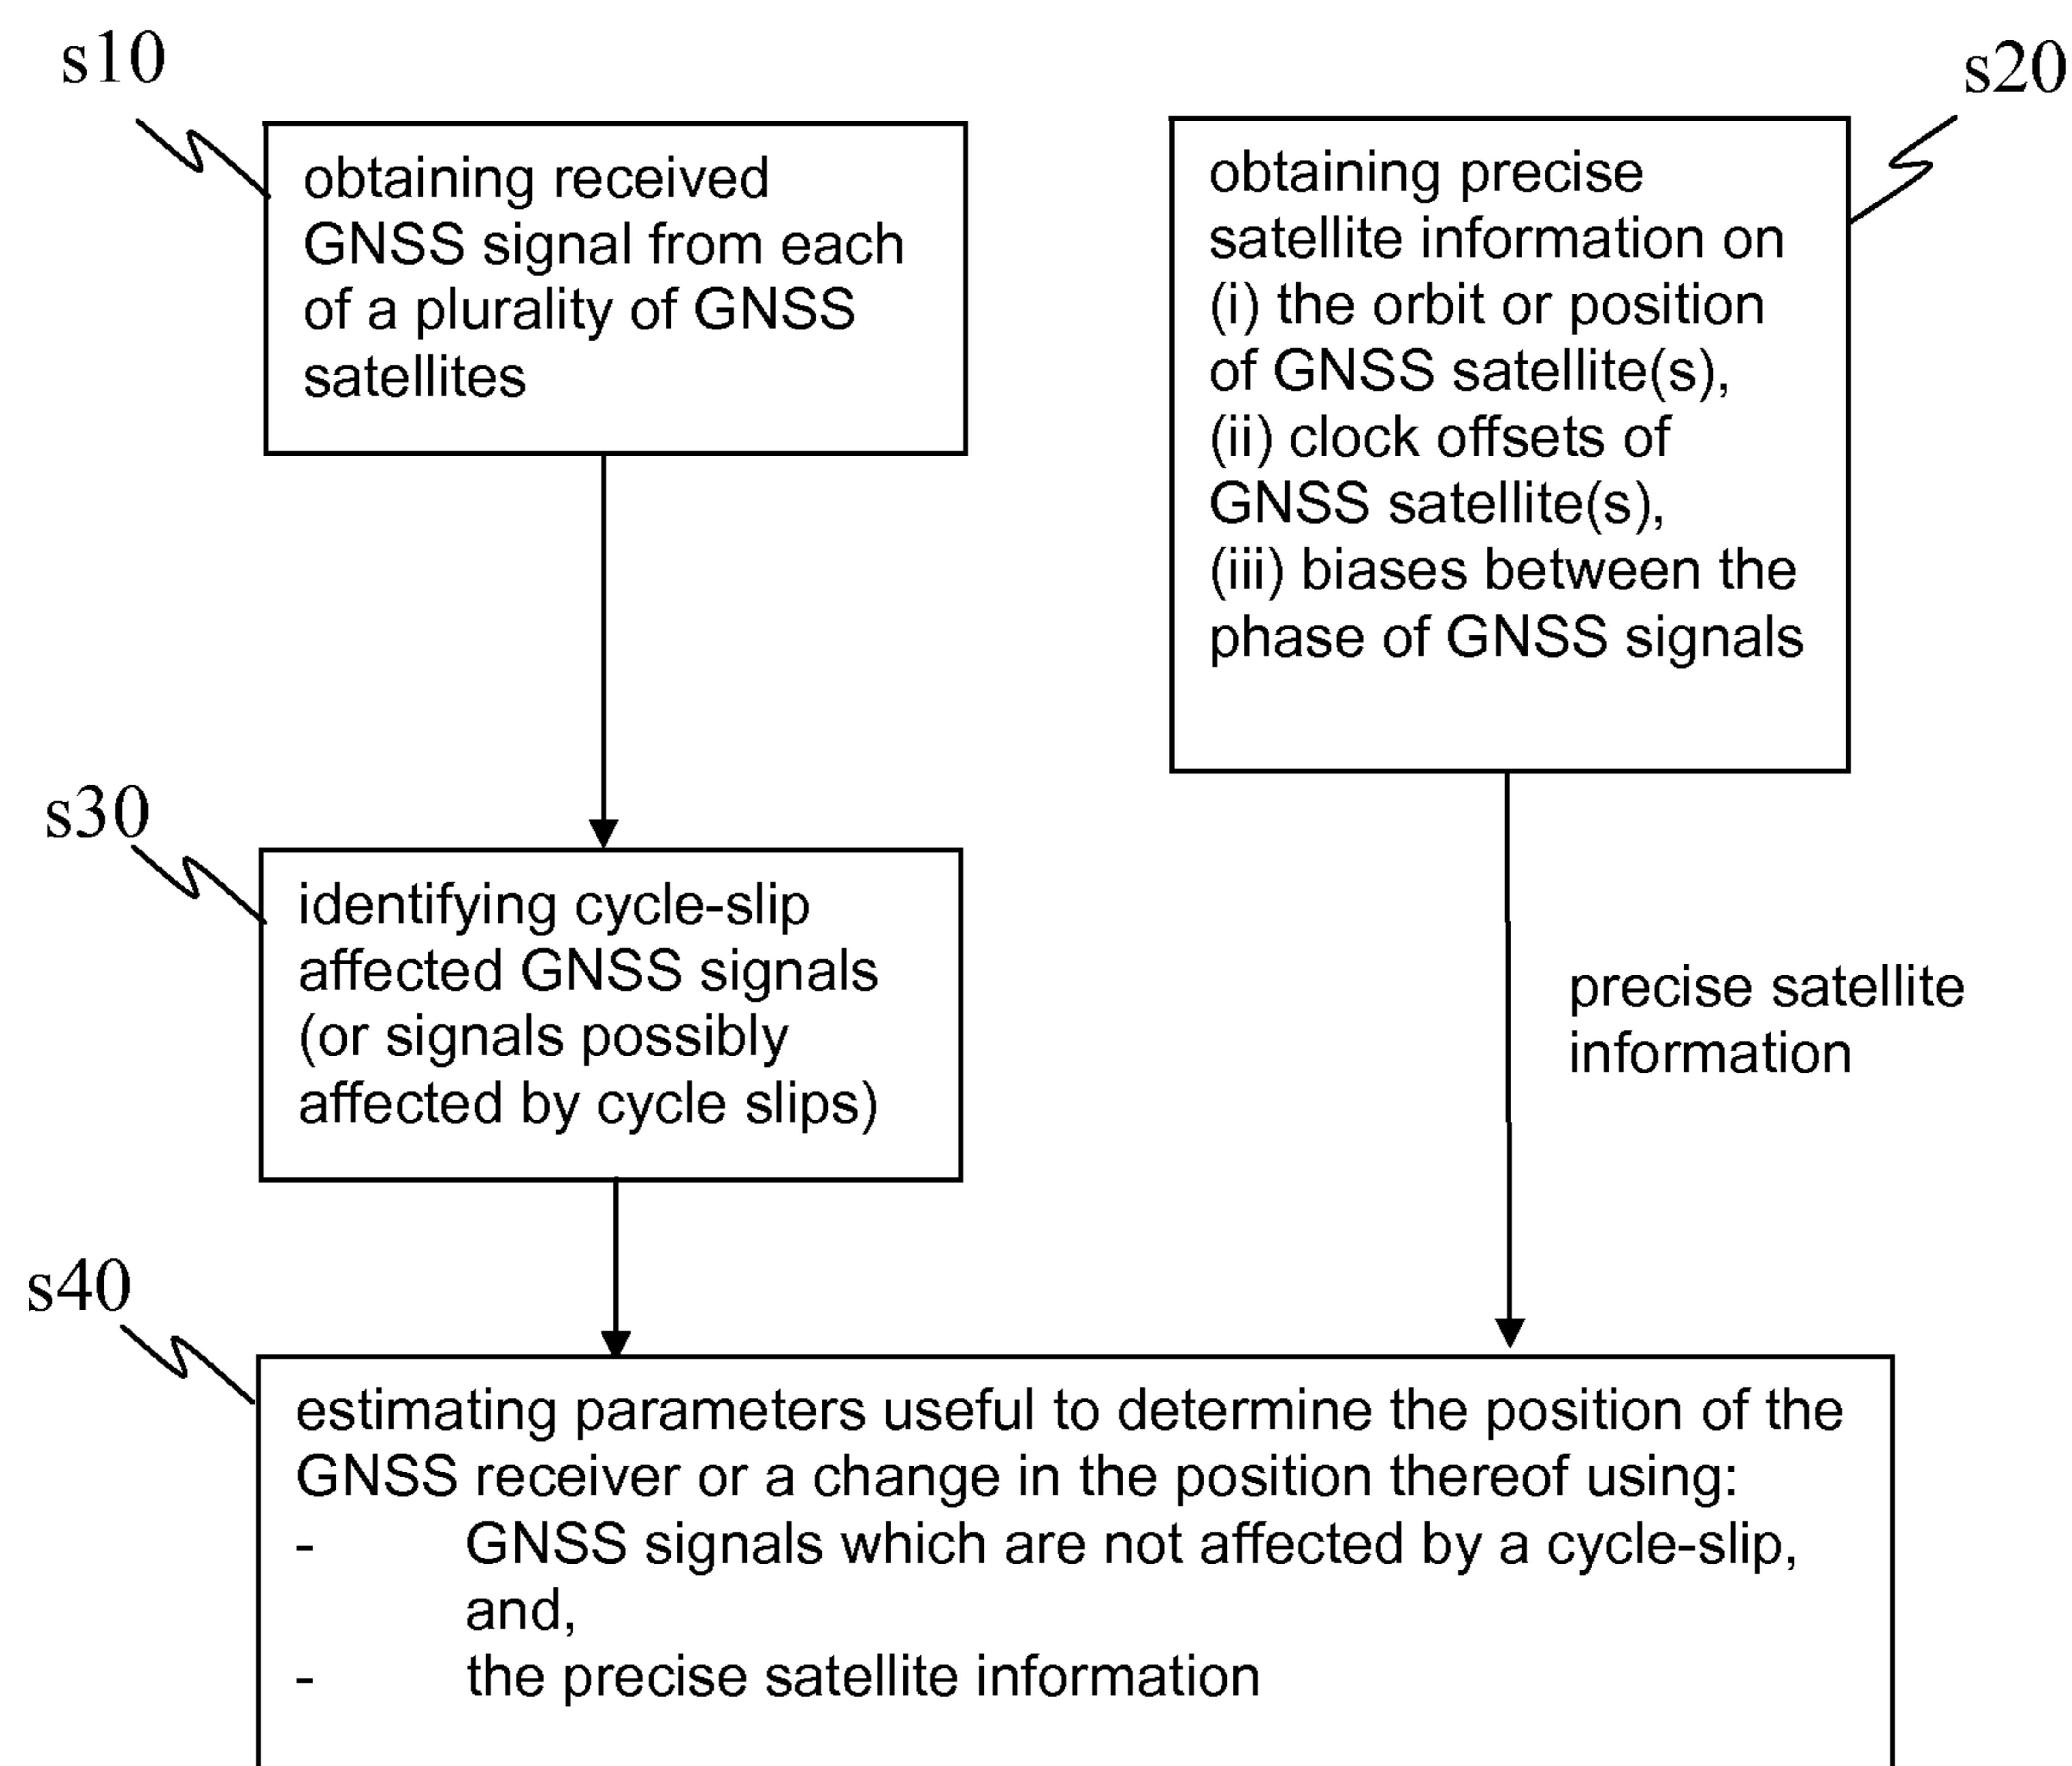 s10
obtaining received
GNSS signal from each
of a plurality of GNSS
satellites
s20
obtaining precise
satellite information on
(i) the orbit or position
of GNSS satellite(s),
(ii) clock offsets of
GNSS satellite(s),
(iii) biases between the
phase of GNSS signals
s30
identifying cycle-slip
affected GNSS signals
(or signals possibly
affected by cycle slips)
precise satellite
information
s40
estimating parameters useful to determine the position of the
GNSS receiver or a change in the position thereof using:
- GNSS signals which are not affected by a cycle-slip,
and,
- the precise satellite information